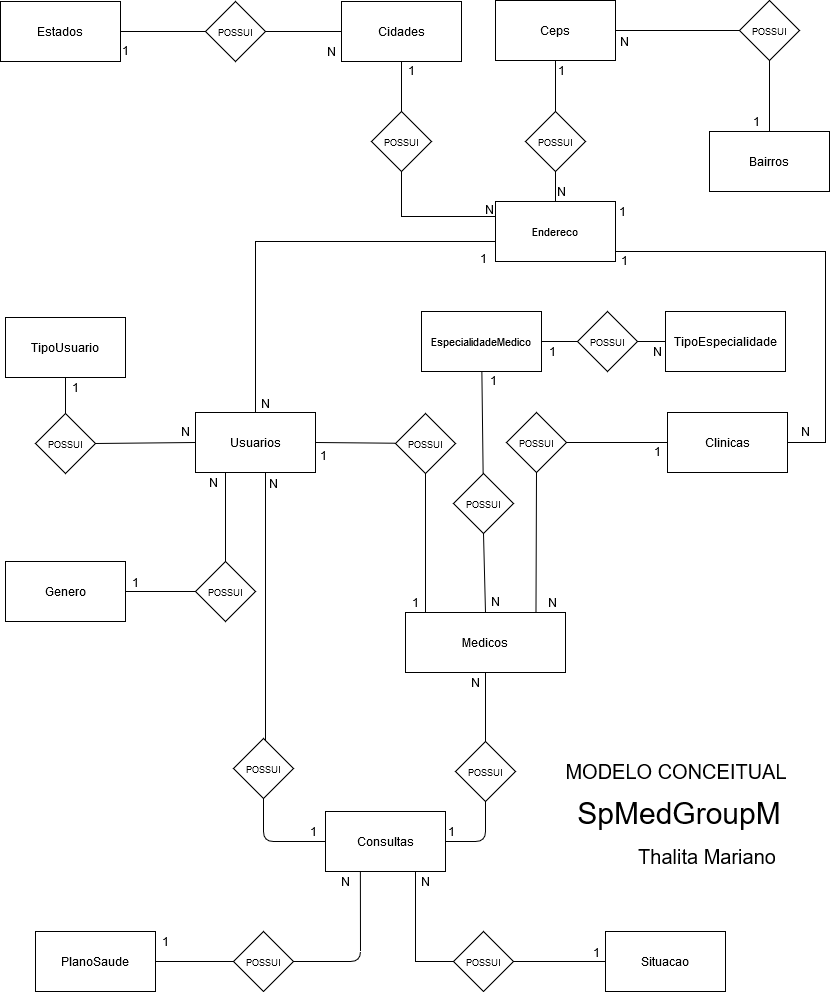 Estados
1
POSSUI
N
Cidades
1
POSSUI
N
Ceps
N
POSSUI
1
Bairros
1
POSSUI
N
Endereco
1
1
1
N
TipoUsuario
1
POSSUI
N
Usuarios
1
POSSUI
1
EspecialidadeMedico
1
POSSUI
N
TipoEspecialidade
1
POSSUI
N
POSSUI
1
Clinicas
N
N
N
N
Genero
1
POSSUI
Medicos
N
POSSUI
POSSUI
1
Consultas
1
N
N
PlanoSaude
1
POSSUI
POSSUI
1
Situacao
MODELO CONCEITUAL
SpMedGroupM
Thalita Mariano